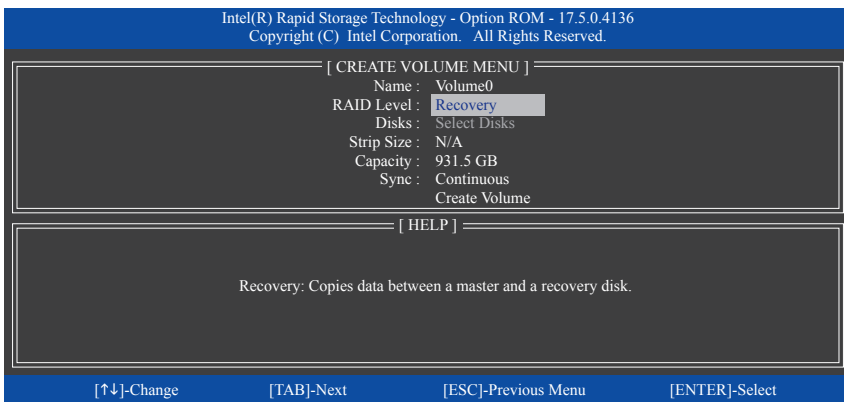 Intel(R) Rapid Storage Technology - Option ROM - 17.5.0.4136
Copyright (C) Intel Corporation. All Rights Reserved.
[ CREATE VOLUME MENU ]
Name : Volume0
RAID Level : Recovery
Disks : Select Disks
Strip Size : N/A
Capacity : 931.5 GB
Sync : Continuous
Create Volume
[ HELP ]
Recovery: Copies data between a master and a recovery disk.
[↑↓]-Change [TAB]-Next [ESC]-Previous Menu [ENTER]-Select